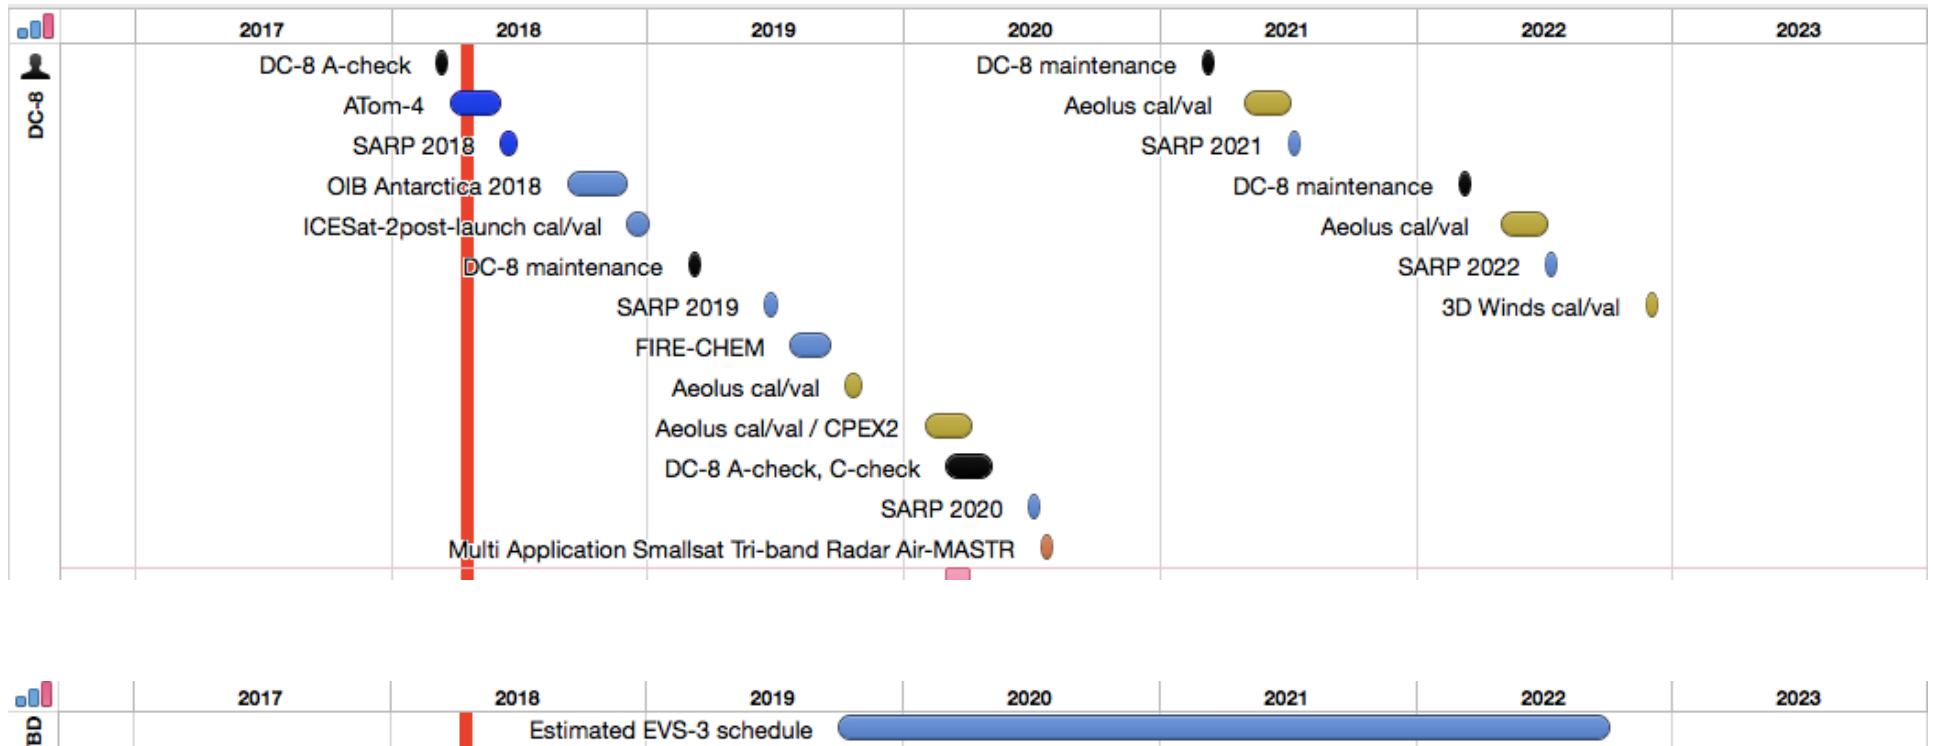 2017 2018 2019 2020 2021 2022 2023
DC-8
DC-8 A-check DC-8 maintenance
ATom-4 Aeolus cal/val
SARP 2018 SARP 2021
OIB Antarctica 2018 DC-8 maintenance
ICESat-2post-launch cal/val Aeolus cal/val
DC-8 maintenance SARP 2022
SARP 2019 3D Winds cal/val
FIRE-CHEM
Aeolus cal/val
Aeolus cal/val / CPEX2
DC-8 A-check, C-check
SARP 2020
Multi Application Smallsat Tri-band Radar Air-MASTR
2017 2018 2019 2020 2021 2022 2023
Estimated EVS-3 schedule